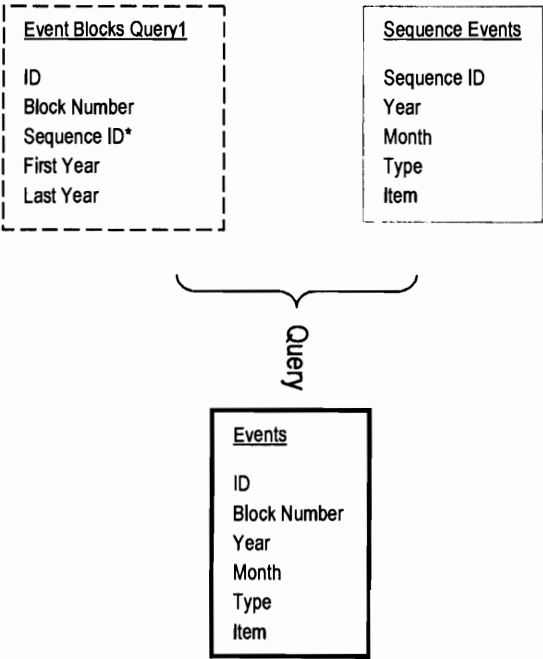 Event Blocks Query1
ID
Block Number
Sequence ID*
First Year
Last Year
Sequence Events
Sequence ID
Year
Month
Type
Item
Query
Events
ID
Block Number
Year
Month
Type
Item